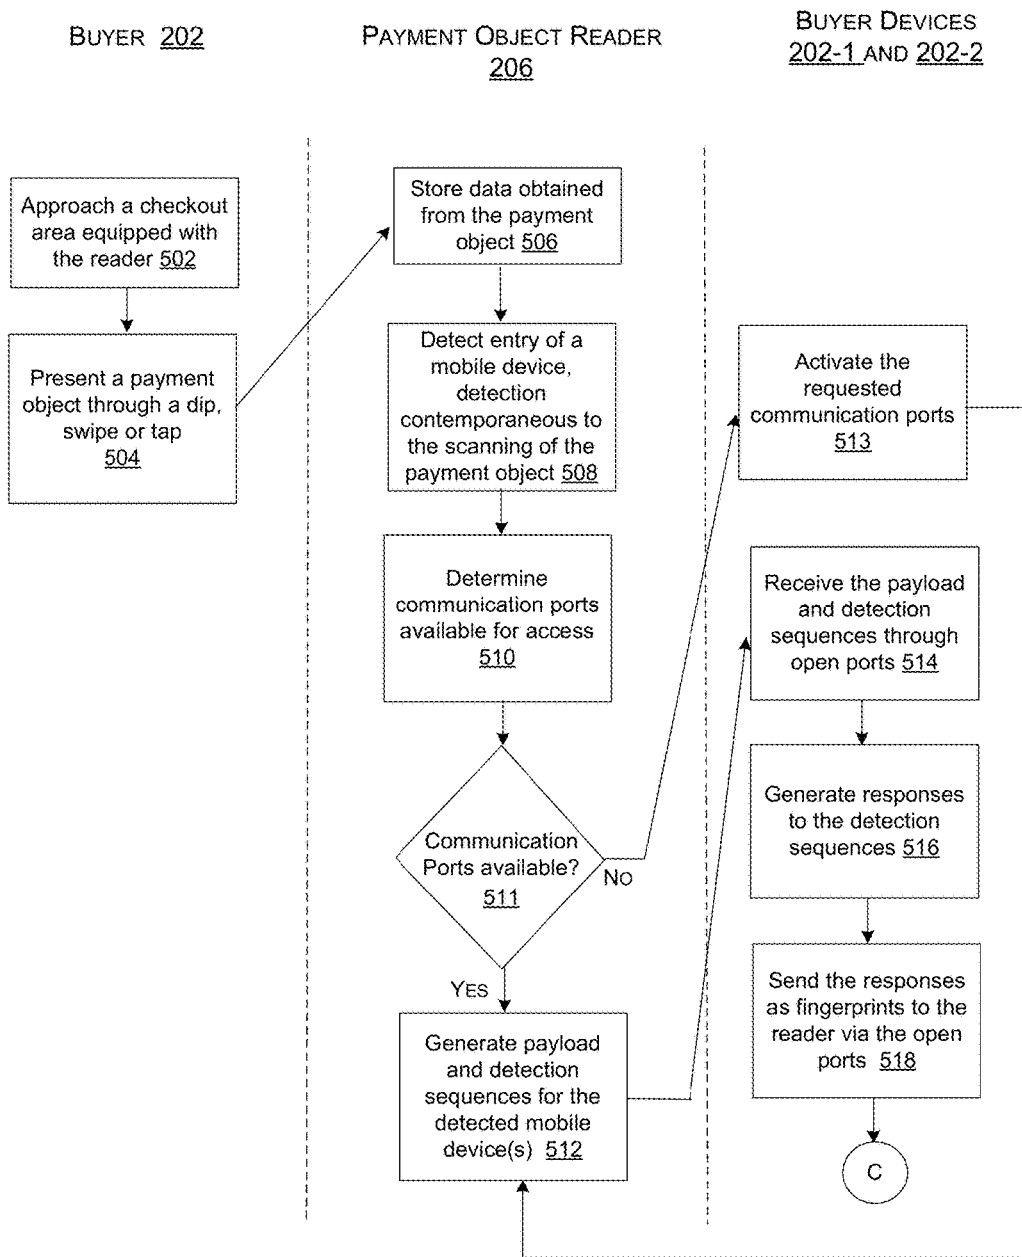 BUYER 202
PAYMENT OBJECT READER
206
BUYER DEVICES
202-1 AND 202-2
Approach a checkout
area equipped with
the reader 502
Present a payment
object through a dip,
swipe or tap
504
Store data obtained
from the payment
object 506
Detect entry of a
mobile device,
detection
contemporaneous to
the scanning of the
payment object 508
Determine
communication ports
available for access
510
Communication
Ports available?
511
NO
YES
Generate payload
and detection
sequences for the
detected mobile
device(s) 512
Activate the
requested
communication ports
513
Receive the payload
and detection
sequences through
open ports 514
Generate responses
to the detection
sequences 516
Send the responses
as fingerprints to the
reader via the open
ports 518
C